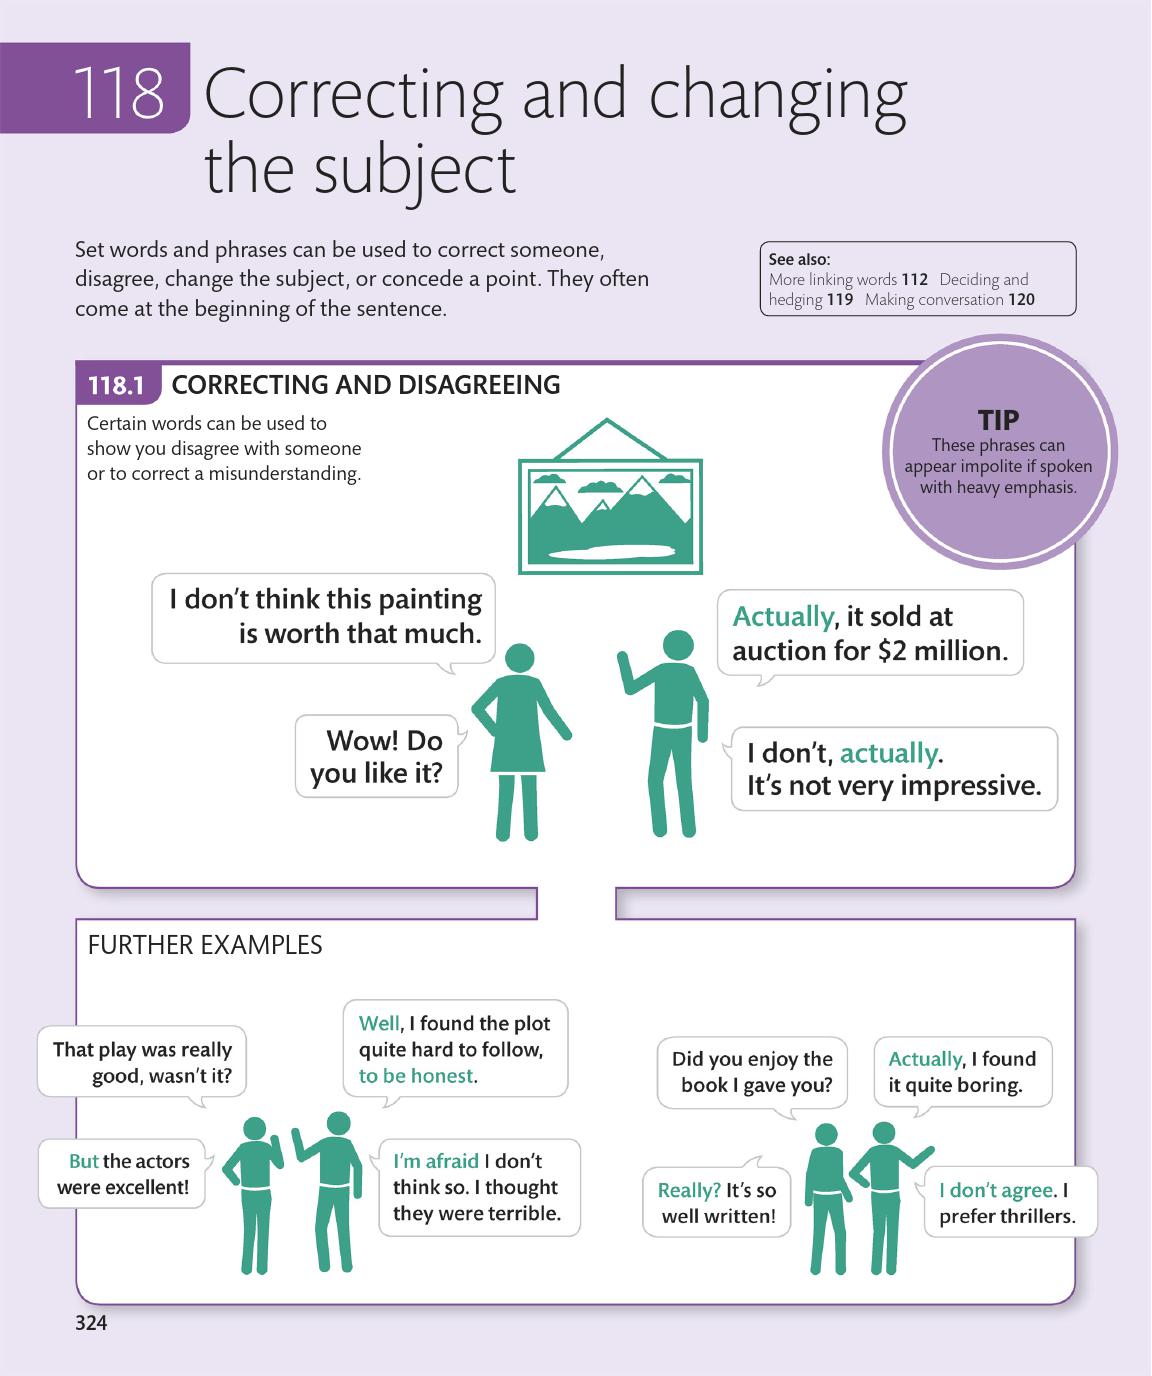 118 Correcting and changing
the subject
Set words and phrases can be used to correct someone,
disagree, change the subject, or concede a point. They often
come at the beginning of the sentence.
See also:
More linking words 112 Deciding and
hedging 119 Making conversation 120
118.1 CORRECTING AND DISAGREEING
Certain words can be used to
show you disagree with someone
or to correct a misunderstanding.
TIP
These phrases can
appear impolite if spoken
with heavy emphasis.
I don’t think this painting
is worth that much.
Actually, it sold at
auction for $2 million.
Wow! Do
you like it?
I don’t, actually.
It’s not very impressive.
FURTHER EXAMPLES
That play was really
good, wasn’t it?
Well, I found the plot
quite hard to follow,
to be honest.
But the actors
were excellent!
I’m afraid I don’t
think so. I thought
they were terrible.
Did you enjoy the
book I gave you?
Actually, I found
it quite boring.
Really? It’s so
well written!
I don’t agree. I
prefer thrillers.
324